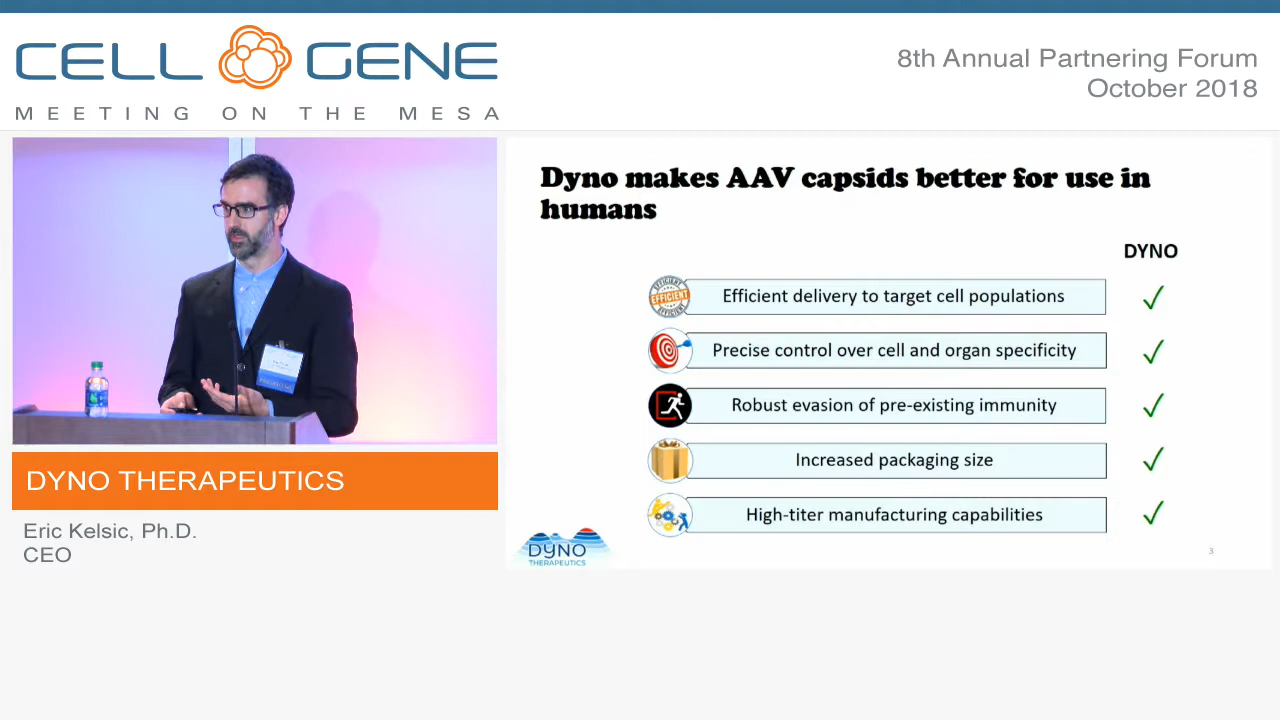 CELL GENE
MEETING ON THE MESA
8th Annual Partnering Forum
October 2018
DYNO THERAPEUTICS
Eric Kelsic, Ph.D.
CEO
Dyno makes AAV capsids better for use in
humans
DYNO
EFFICIENT
Efficient delivery to target cell populations
Precise control over cell and organ specificity
Robust evasion of pre-existing immunity
Increased packaging size
High-titer manufacturing capabilities
DYNO
THERAPEUTICS
3